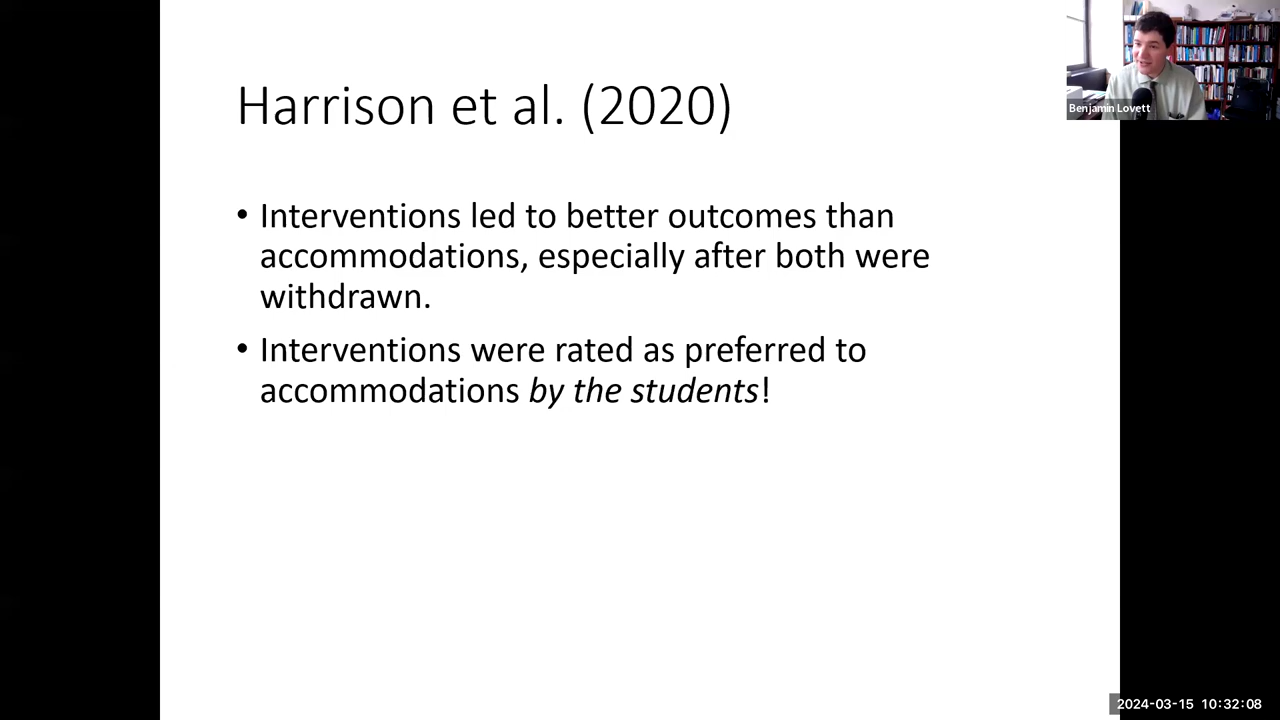 Harrison et al. (2020)
• Interventions led to better outcomes than
accommodations, especially after both were
withdrawn.
• Interventions were rated as preferred to
accommodations by the students!
Benjamin Lovett
2024-03-15 10:32:08